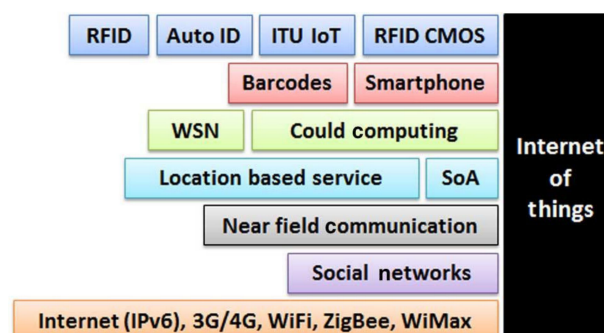 RFID Auto ID ITU IoT RFID CMOS
Barcodes Smartphone
WSN Could computing
Location based service SoA
Near field communication
Social networks
Internet (IPv6), 3G/4G, WiFi, ZigBee, WiMax
Internet
of
things